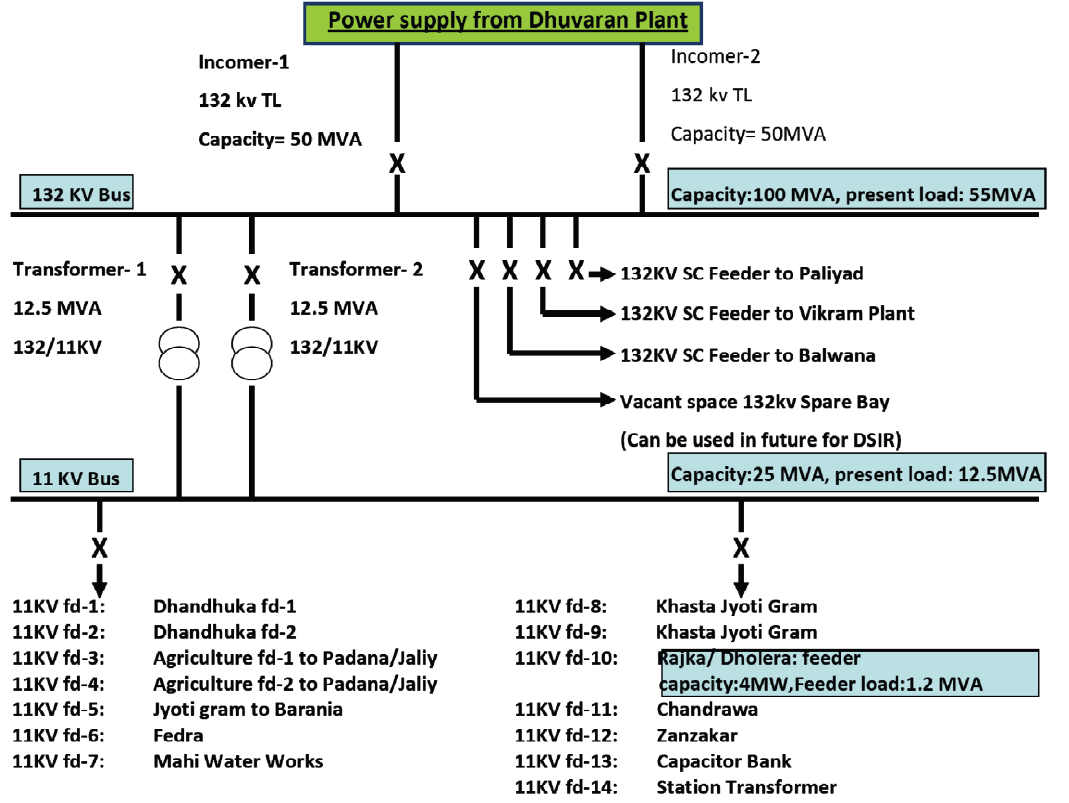 Power supply from Dhuvaran Plant
Incomer-1
132 kv TL
Capacity= 50 MVA
Incomer-2
132 kv TL
Capacity= 50MVA
X
X
132 KV Bus
Capacity:100 MVA, present load: 55MVA
Transformer- 1
12.5 MVA
132/11KV
X
X
Transformer- 2
12.5 MVA
132/11KV
X
X
X
X
132KV SC Feeder to Paliyad
132KV SC Feeder to Vikram Plant
132KV SC Feeder to Balwana
Vacant space 132kv Spare Bay
(Can be used in future for DSIR)
11 KV Bus
Capacity:25 MVA, present load: 12.5MVA
X
X
11KV fd-1: Dhandhuka fd-1
11KV fd-2: Dhandhuka fd-2
11KV fd-3: Agriculture fd-1 to Padana/Jaliy
11KV fd-4: Agriculture fd-2 to Padana/Jaliy
11KV fd-5: Jyoti gram to Barania
11KV fd-6: Fedra
11KV fd-7: Mahi Water Works
11KV fd-8: Khasta Jyoti Gram
11KV fd-9: Khasta Jyoti Gram
11KV fd-10: Rajka/ Dholera: feeder
capacity:4MW,Feeder load:1.2 MVA
11KV fd-11: Chandrawa
11KV fd-12: Zanzakar
11KV fd-13: Capacitor Bank
11KV fd-14: Station Transformer